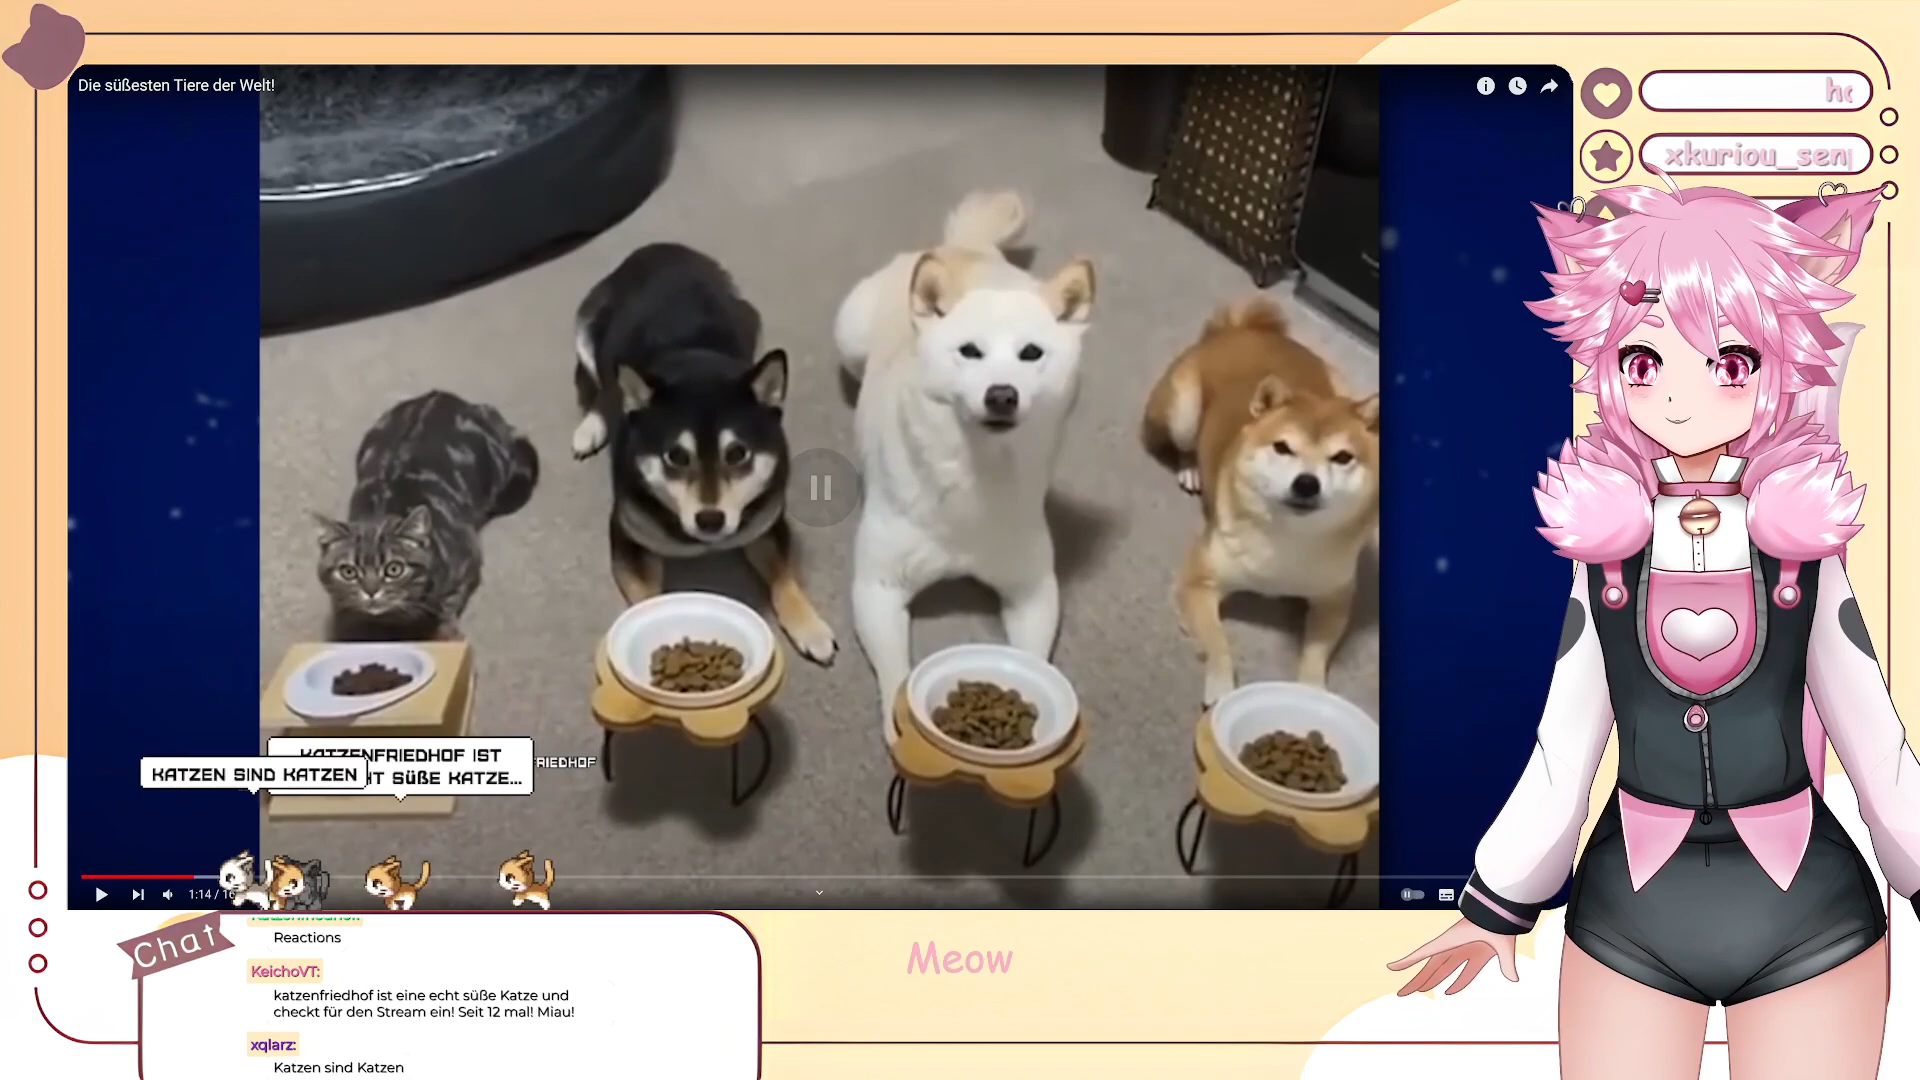 Die süßesten Tiere der Welt!
xkuriou_sen
KATZENFRIEDHOF IST
KATZEN SIND KATZEN
HT SÜßE KATZE...
FRIEDHOF
1:14 / 16
Chat
Reactions
KeichoVT:
katzenfriedhof ist eine echt süße Katze und
checkt für den Stream ein! Seit 12 mal! Miau!
xqlarz:
Katzen sind Katzen
Meow